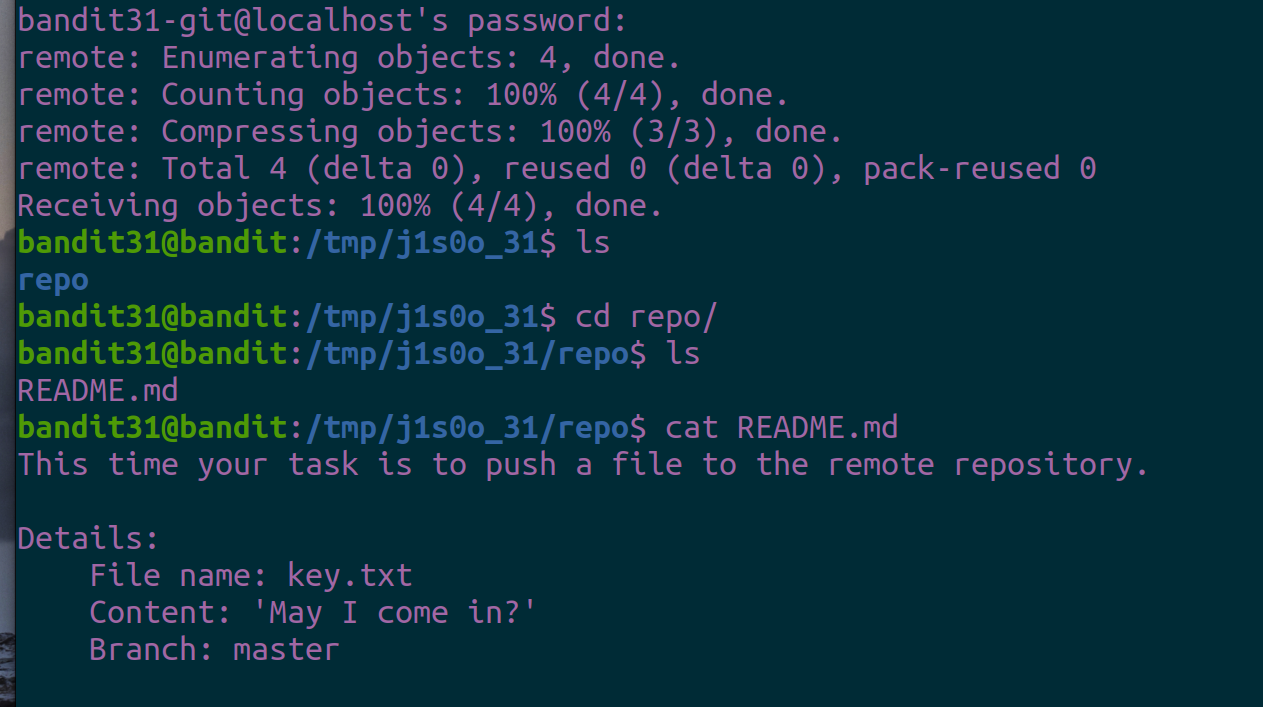 bandit31-git@localhost's password:
remote: Enumerating objects: 4, done.
remote: Counting objects: 100% (4/4), done.
remote: Compressing objects: 100% (3/3), done.
remote: Total 4 (delta 0), reused 0 (delta 0), pack-reused 0
Receiving objects: 100% (4/4), done.
bandit31@bandit:/tmp/j1s0o_31$ ls
repo
bandit31@bandit:/tmp/j1s0o_31$ cd repo/
bandit31@bandit:/tmp/j1s0o_31/repo$ ls
README.md
bandit31@bandit:/tmp/j1s0o_31/repo$ cat README.md
This time your task is to push a file to the remote repository.

Details:
    File name: key.txt
    Content: 'May I come in?'
    Branch: master